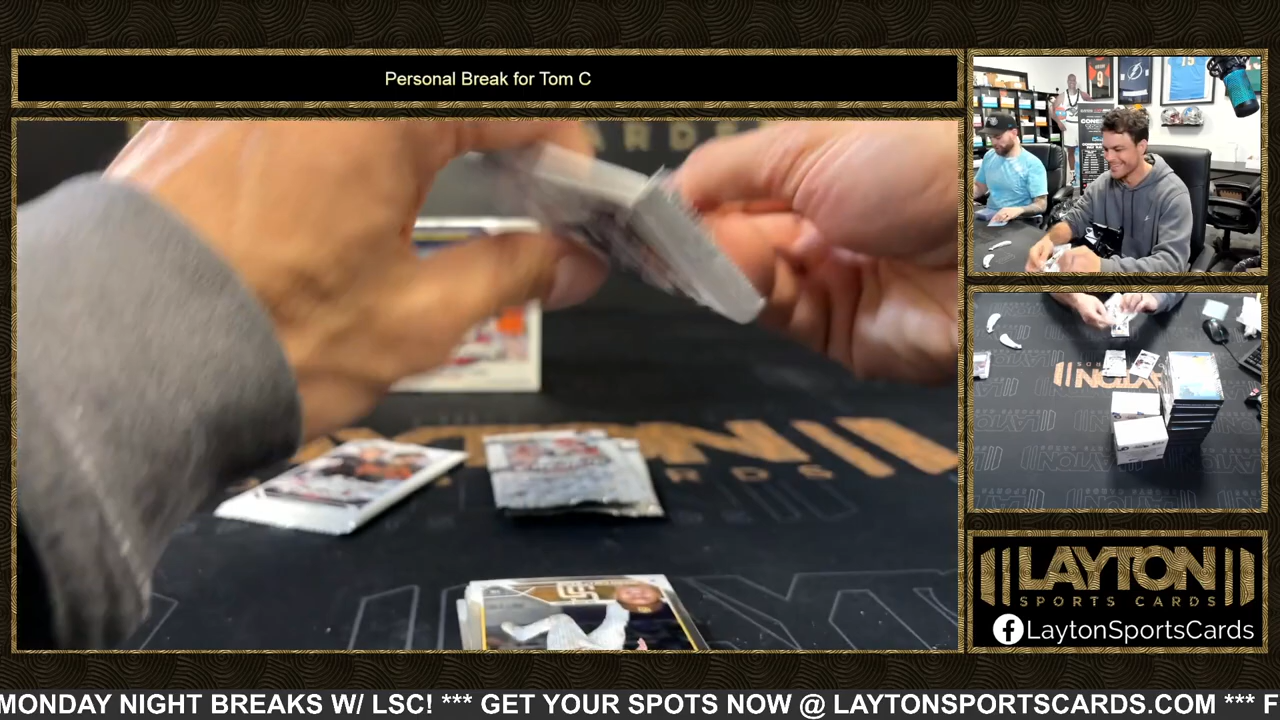 Personal Break for Tom C
LAYTON
SPORTS CARDS
LaytonSportsCards
MONDAY NIGHT BREAKS W/ LSC! *** GET YOUR SPOTS NOW @ LAYTONSPORTSCARDS.COM *** F